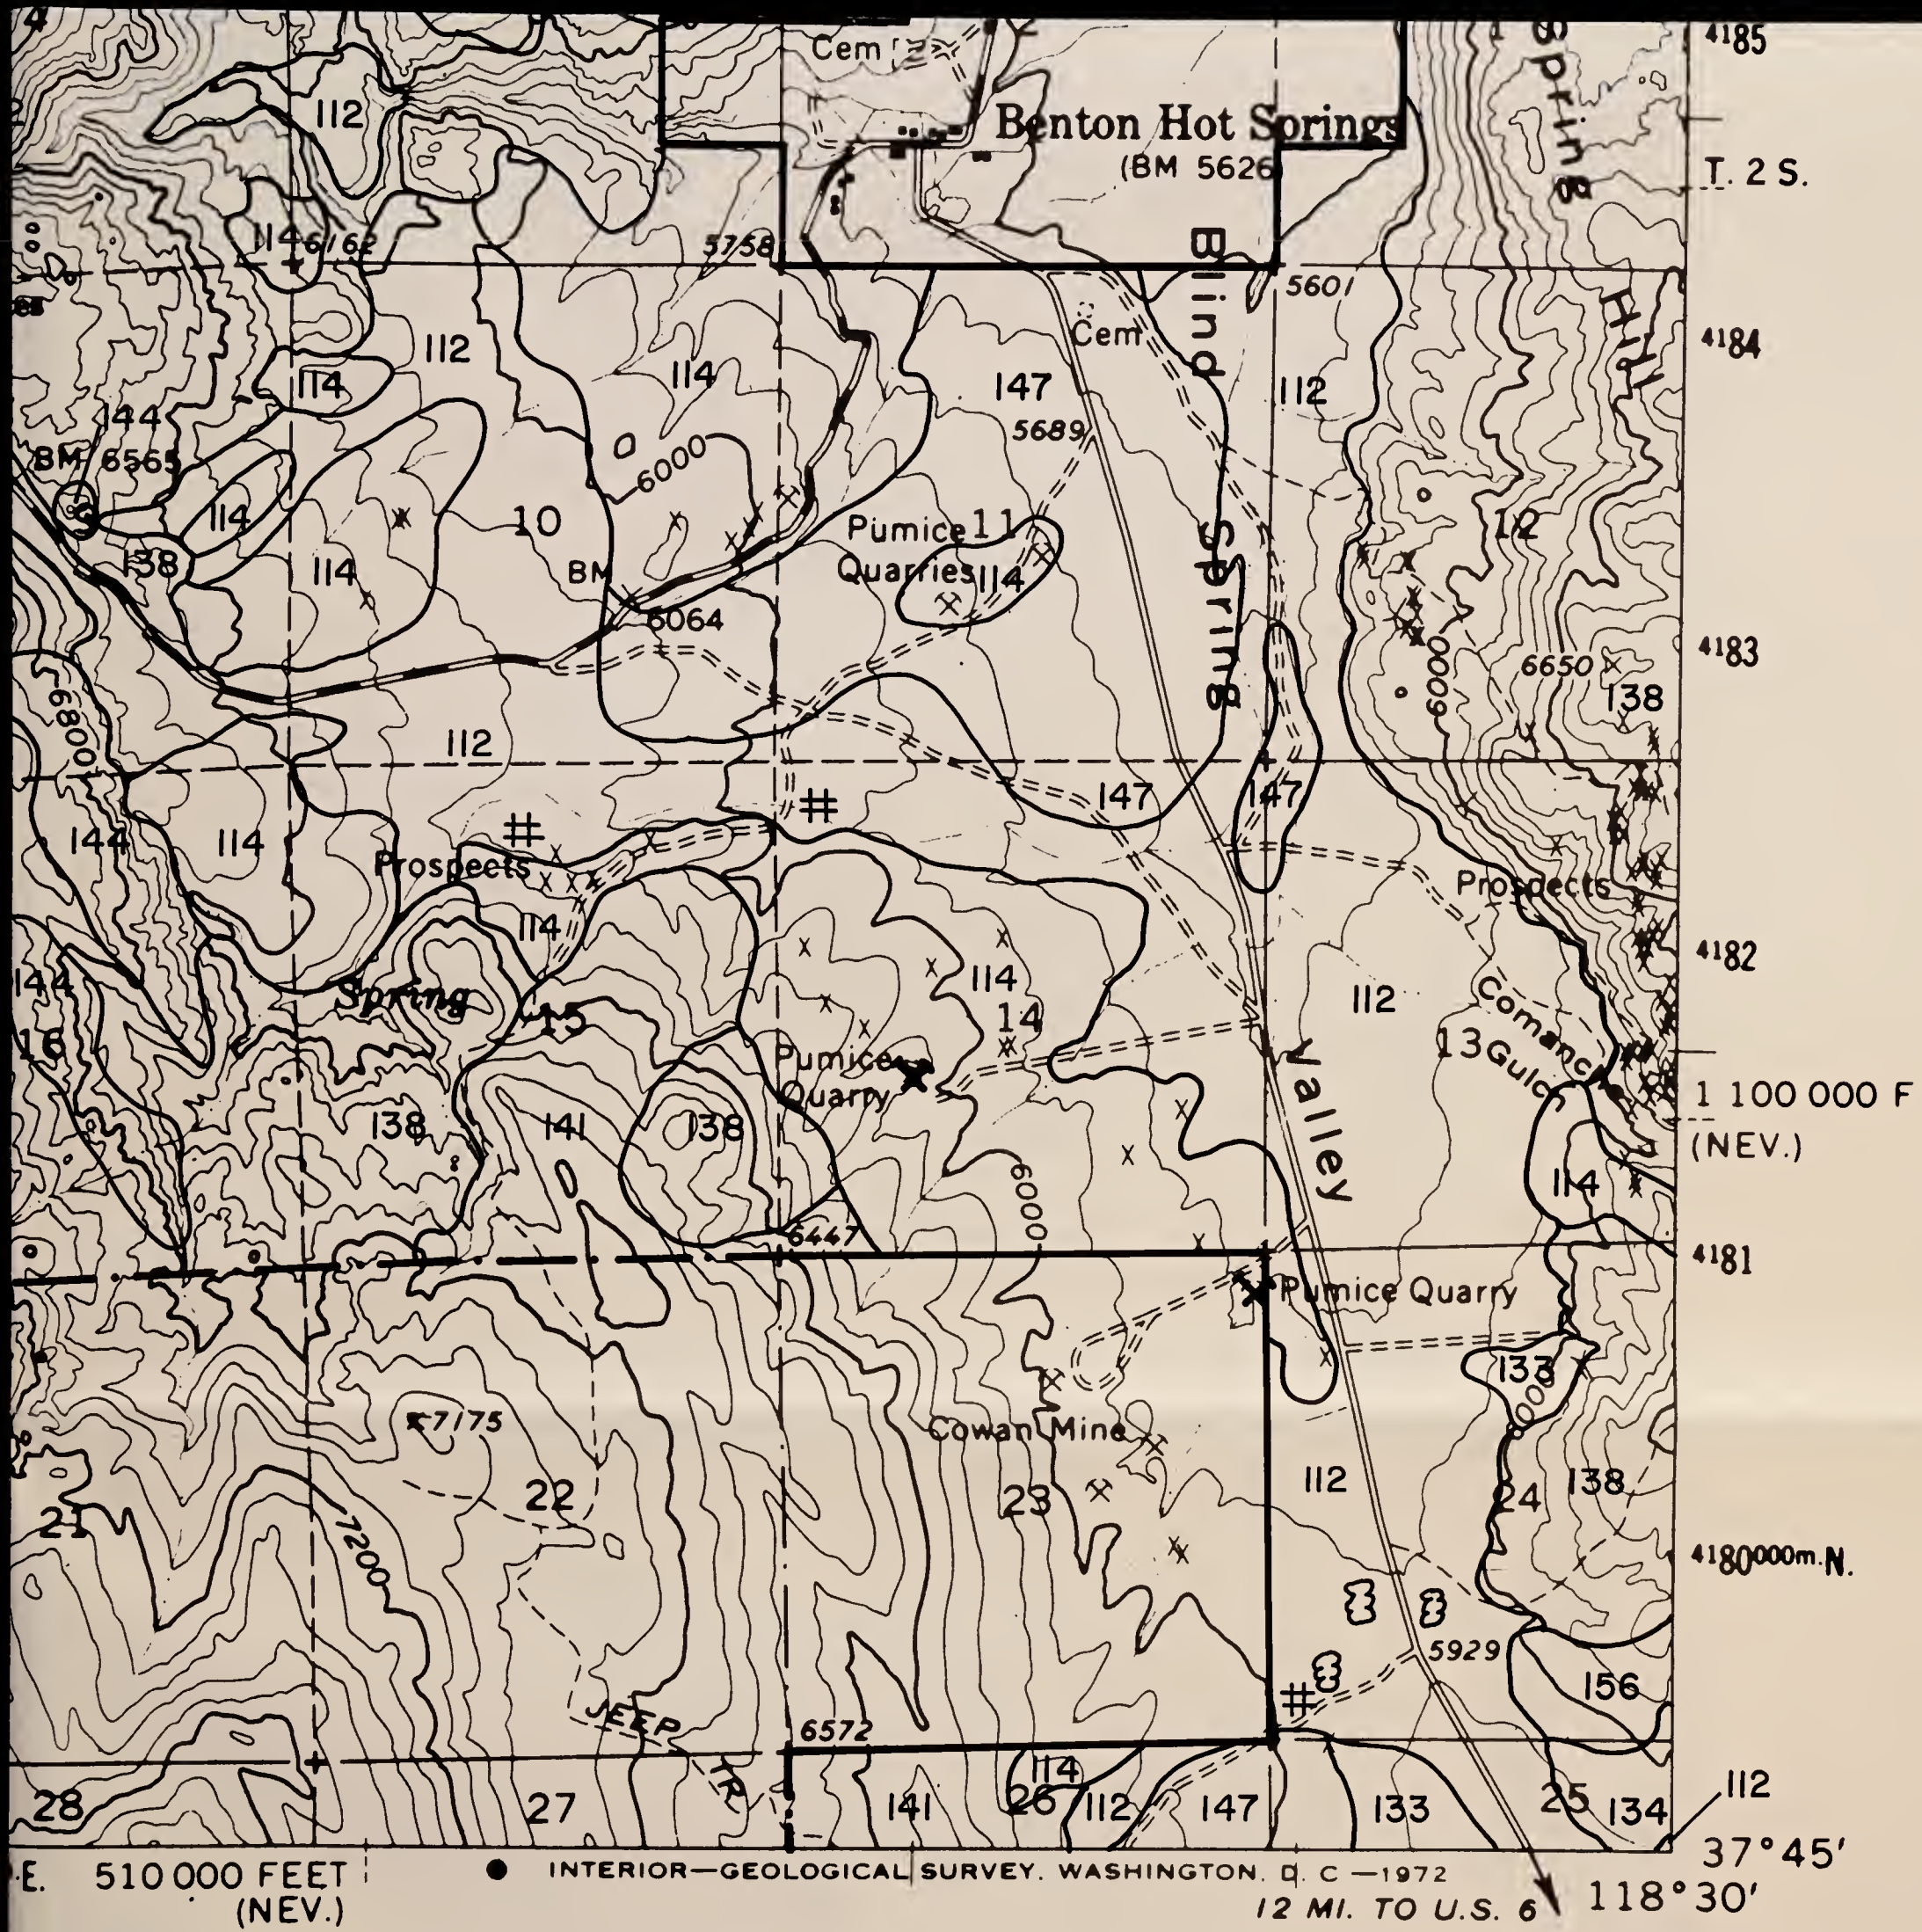 4
Cem
4185
112
Benton Hot Springs
(BM 5626)
Spring
T. 2 S.
114
6162
5758
Blind
5601
Hill
Cem
4184
112
114
114
147
112
144
5689
BM 6565
6000
114
10
Pumice
11
12
Quarries
114
Spring
138
114
BM
6064
6000
6650
4183
138
6800
112
147
147
144
114
Prospects
Prospects
114
4182
144
Spring
114
112
Comanche
15
14
16
13
Gulch
Pumice
Quarry
Valley
1 100 000 F
(NEV.)
138
141
138
114
6000
6447
4181
Pumice Quarry
133
7175
Cowan Mine
22
23
112
24
138
21
7200
4180000m.N.
5929
156
JEEP
TR
6572
114
28
27
141
26
112
147
133
25
134
112
37°45'
E.
510 000 FEET
(NEV.)
INTERIOR—GEOLOGICAL SURVEY. WASHINGTON. D. C —1972
12 MI. TO U.S. 6
118°30'